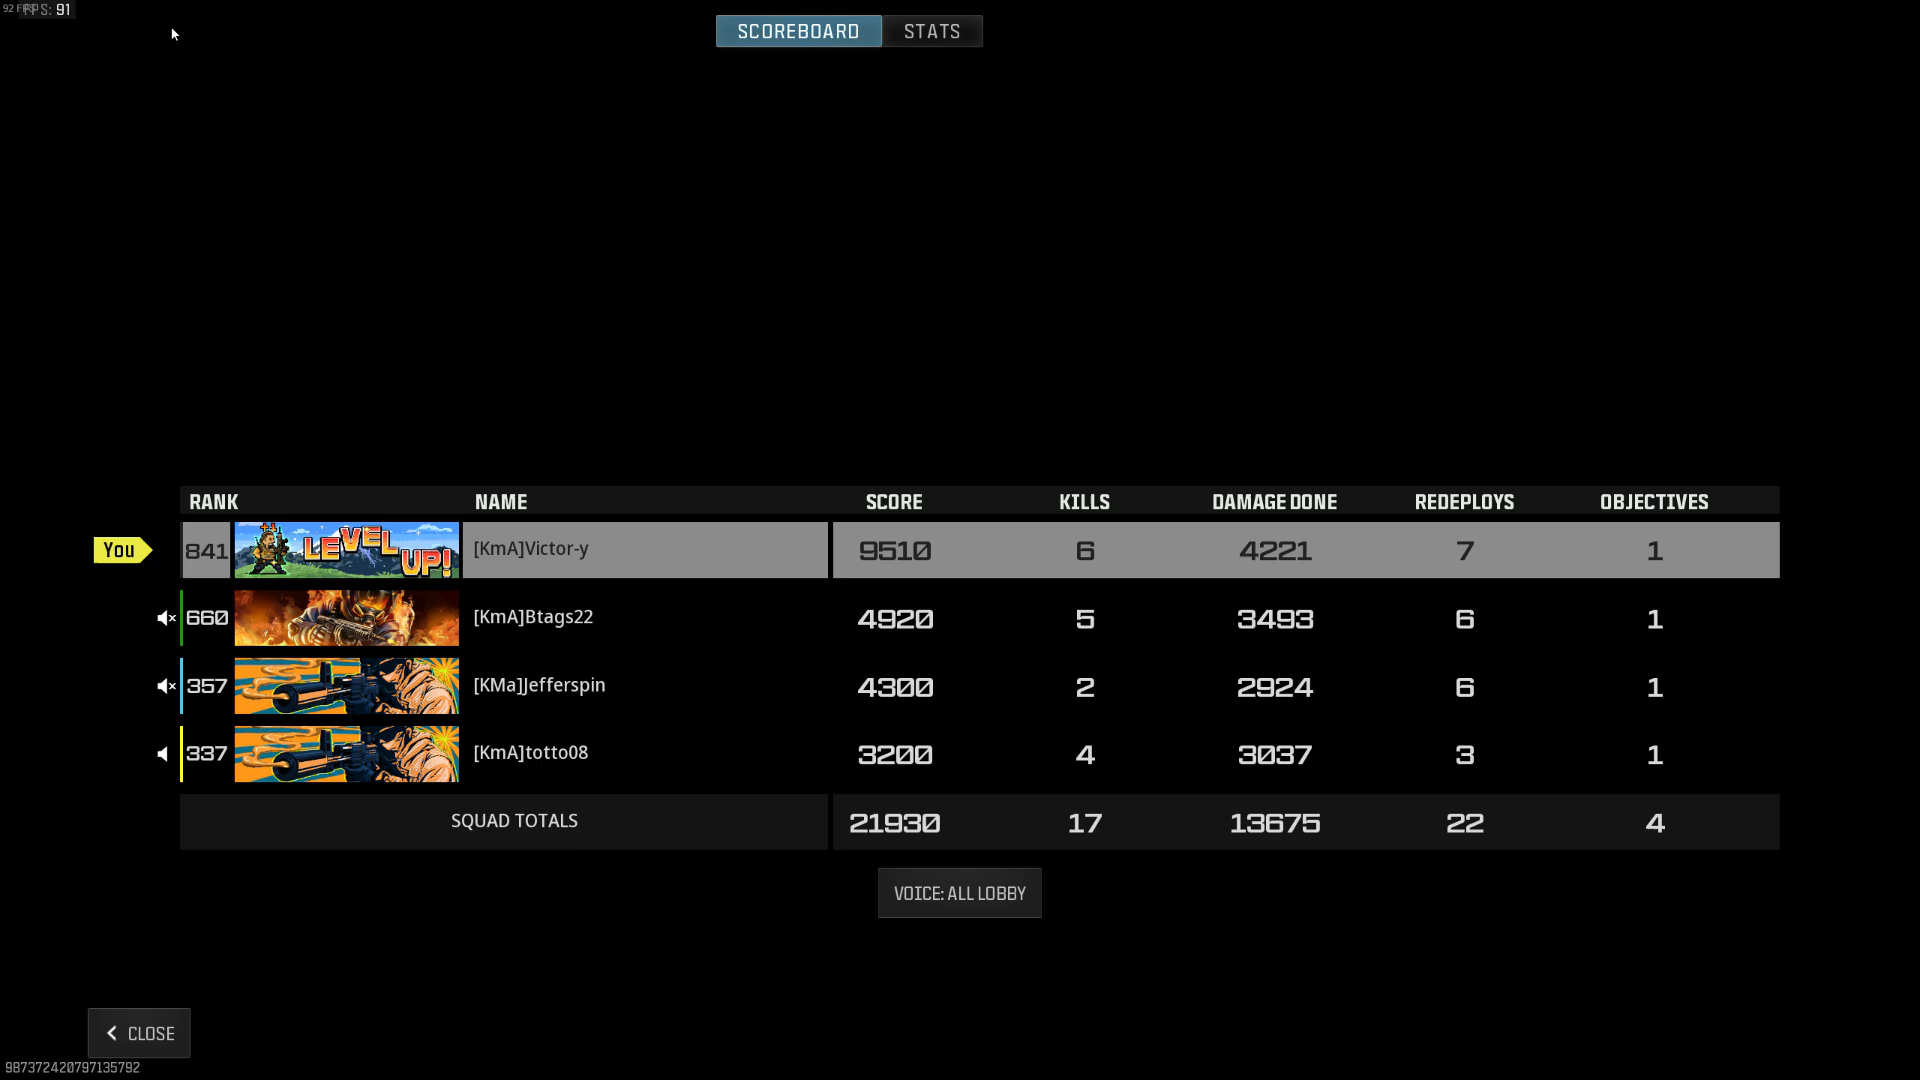 92 FPS FPS: 91
SCOREBOARD STATS
RANK NAME SCORE KILLS DAMAGE DONE REDEPLOYS OBJECTIVES
You 841 LEVEL UP! [KmA]Victor-y 9510 6 4221 7 1
660 [KmA]Btags22 4920 5 3493 6 1
357 [KMa]Jefferspin 4300 2 2924 6 1
337 [KmA]totto08 3200 4 3037 3 1
SQUAD TOTALS 21930 17 13675 22 4
VOICE: ALL LOBBY
CLOSE
987372420797135792